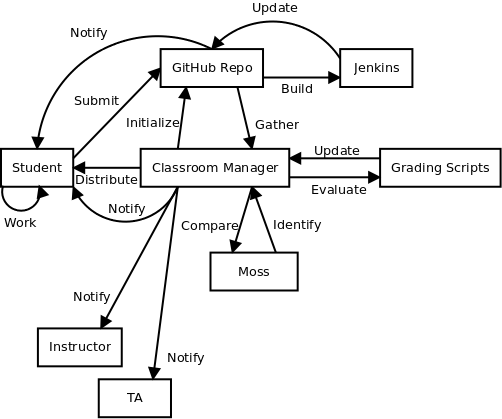 Update
Notify
GitHub Repo
Jenkins
Build
Submit
Initialize
Gather
Update
Student
Classroom Manager
Grading Scripts
Distribute
Evaluate
Notify
Work
Compare
Identify
Moss
Notify
Instructor
Notify
TA